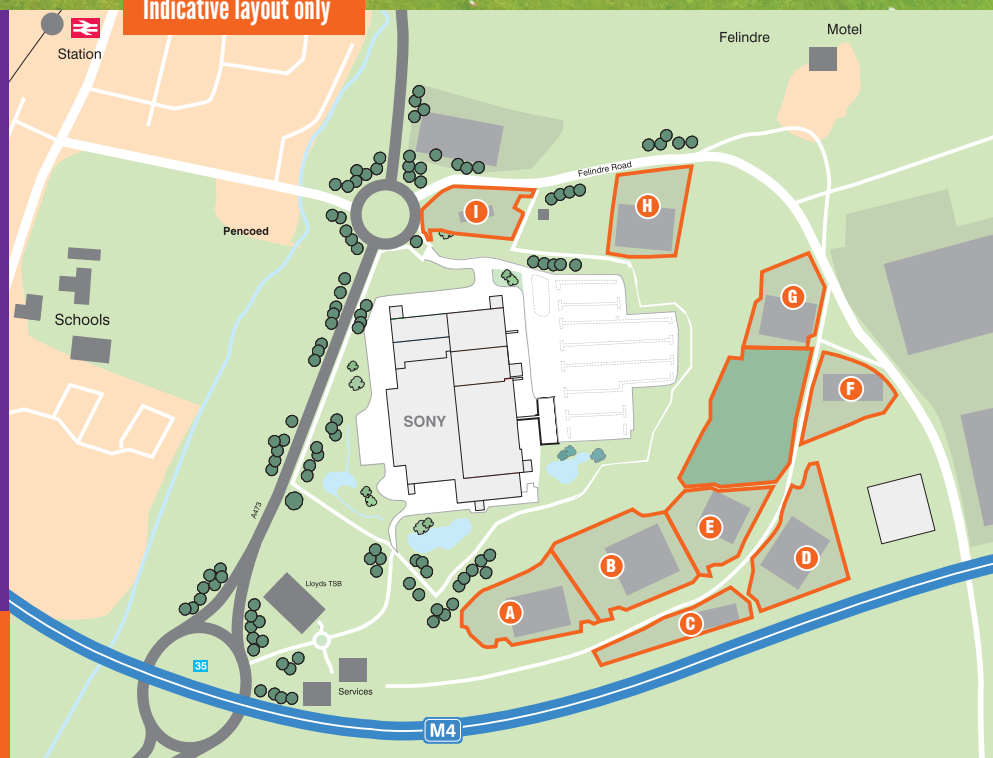 Indicative layout only
Station
Felindre
Motel
Felindre Road
I
H
Pencoed
G
Schools
F
SONY
A473
E
D
B
Lloyds TSB
A
C
35
Services
M4